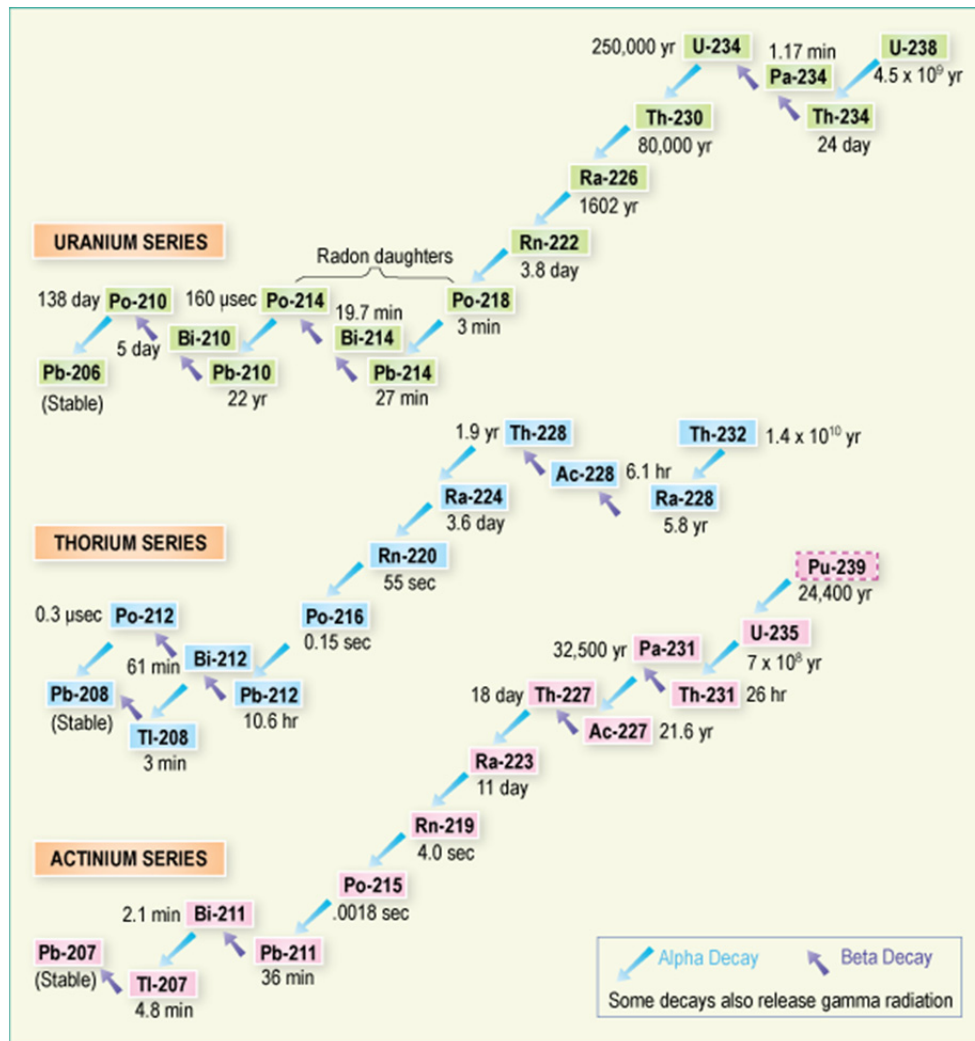 250,000 yr
U-234
1.17 min
U-238
Pa-234
4.5 x 10⁹ yr
Th-230
Th-234
80,000 yr
24 day
Ra-226
1602 yr
URANIUM SERIES
Rn-222
Radon daughters
3.8 day
138 day
Po-210
160 µsec
Po-214
19.7 min
Po-218
3 min
5 day
Bi-210
Bi-214
Pb-206
Pb-210
Pb-214
(Stable)
22 yr
27 min
1.9 yr
Th-228
Th-232
1.4 x 10¹⁰ yr
Ac-228
6.1 hr
Ra-224
Ra-228
3.6 day
5.8 yr
THORIUM SERIES
Rn-220
55 sec
Pu-239
24,400 yr
0.3 µsec
Po-212
Po-216
0.15 sec
U-235
7 x 10⁸ yr
32,500 yr
Pa-231
61 min
Bi-212
Pb-208
Pb-212
(Stable)
10.6 hr
18 day
Th-227
Th-231
26 hr
Tl-208
3 min
Ac-227
21.6 yr
Ra-223
11 day
Rn-219
4.0 sec
ACTINIUM SERIES
Po-215
.0018 sec
2.1 min
Bi-211
Pb-207
Pb-211
(Stable)
36 min
Tl-207
4.8 min
Alpha Decay
Beta Decay
Some decays also release gamma radiation